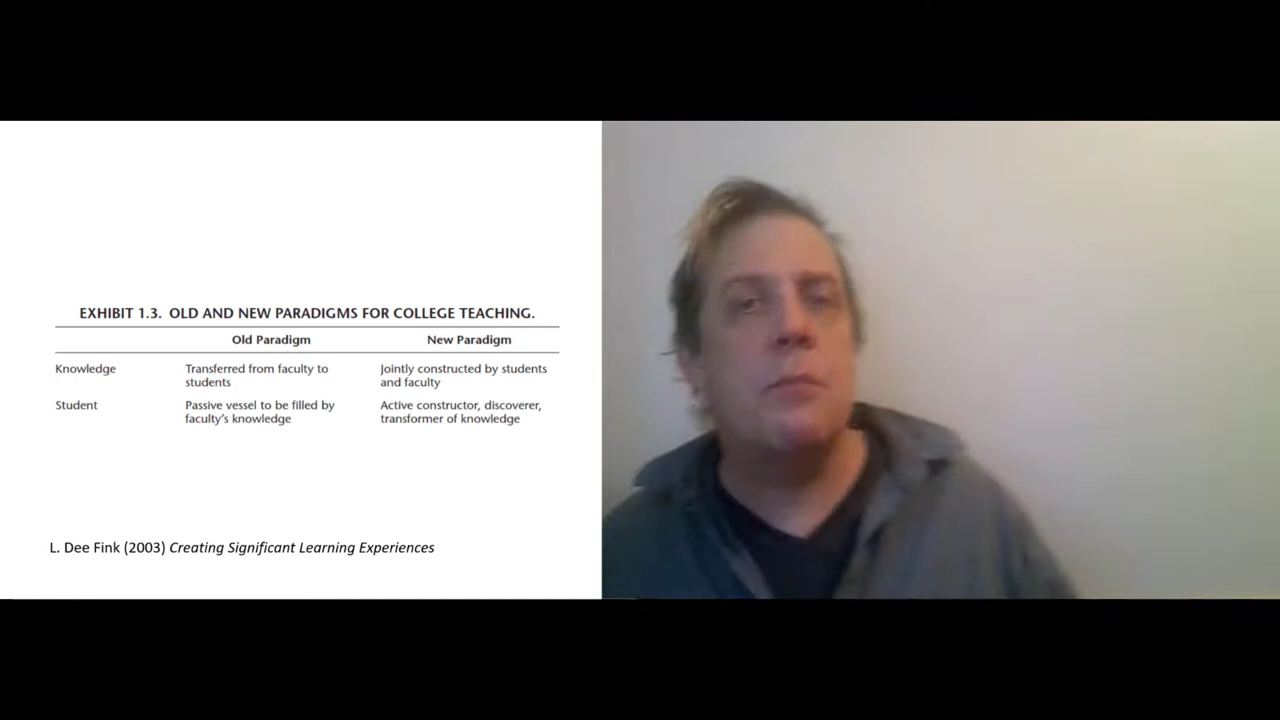 EXHIBIT 1.3. OLD AND NEW PARADIGMS FOR COLLEGE TEACHING.
Old Paradigm New Paradigm
Knowledge Transferred from faculty to Jointly constructed by students
students and faculty
Student Passive vessel to be filled by Active constructor, discoverer,
faculty's knowledge transformer of knowledge
L. Dee Fink (2003) Creating Significant Learning Experiences